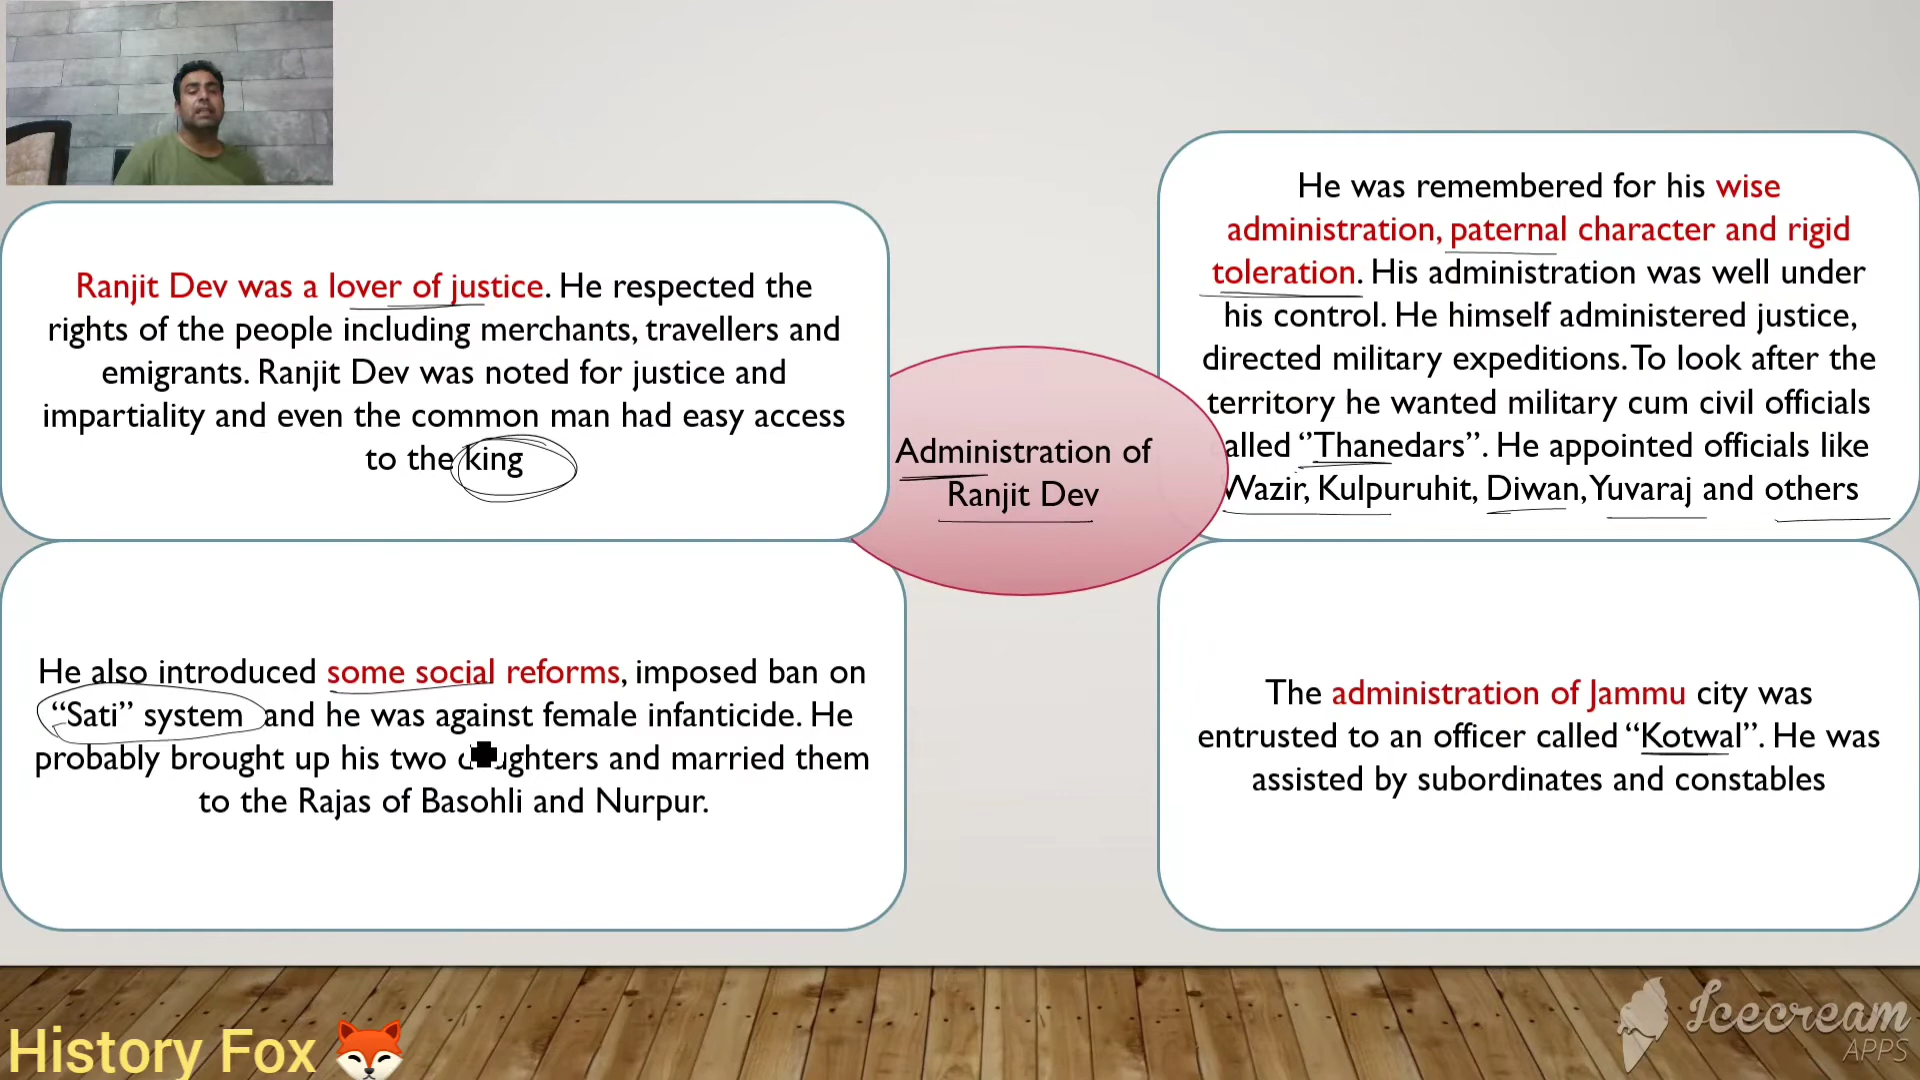 Ranjit Dev was a lover of justice. He respected the
rights of the people including merchants, travellers and
emigrants. Ranjit Dev was noted for justice and
impartiality and even the common man had easy access
to the king
He was remembered for his wise
administration, paternal character and rigid
toleration. His administration was well under
his control. He himself administered justice,
directed military expeditions. To look after the
territory he wanted military cum civil officials
alled ‘’Thanedars”. He appointed officials like
Wazir, Kulpuruhit, Diwan, Yuvaraj and others
Administration of
Ranjit Dev
He also introduced some social reforms, imposed ban on
“Sati” system and he was against female infanticide. He
probably brought up his two daughters and married them
to the Rajas of Basohli and Nurpur.
The administration of Jammu city was
entrusted to an officer called “Kotwal”. He was
assisted by subordinates and constables
History Fox
Icecream
APPS